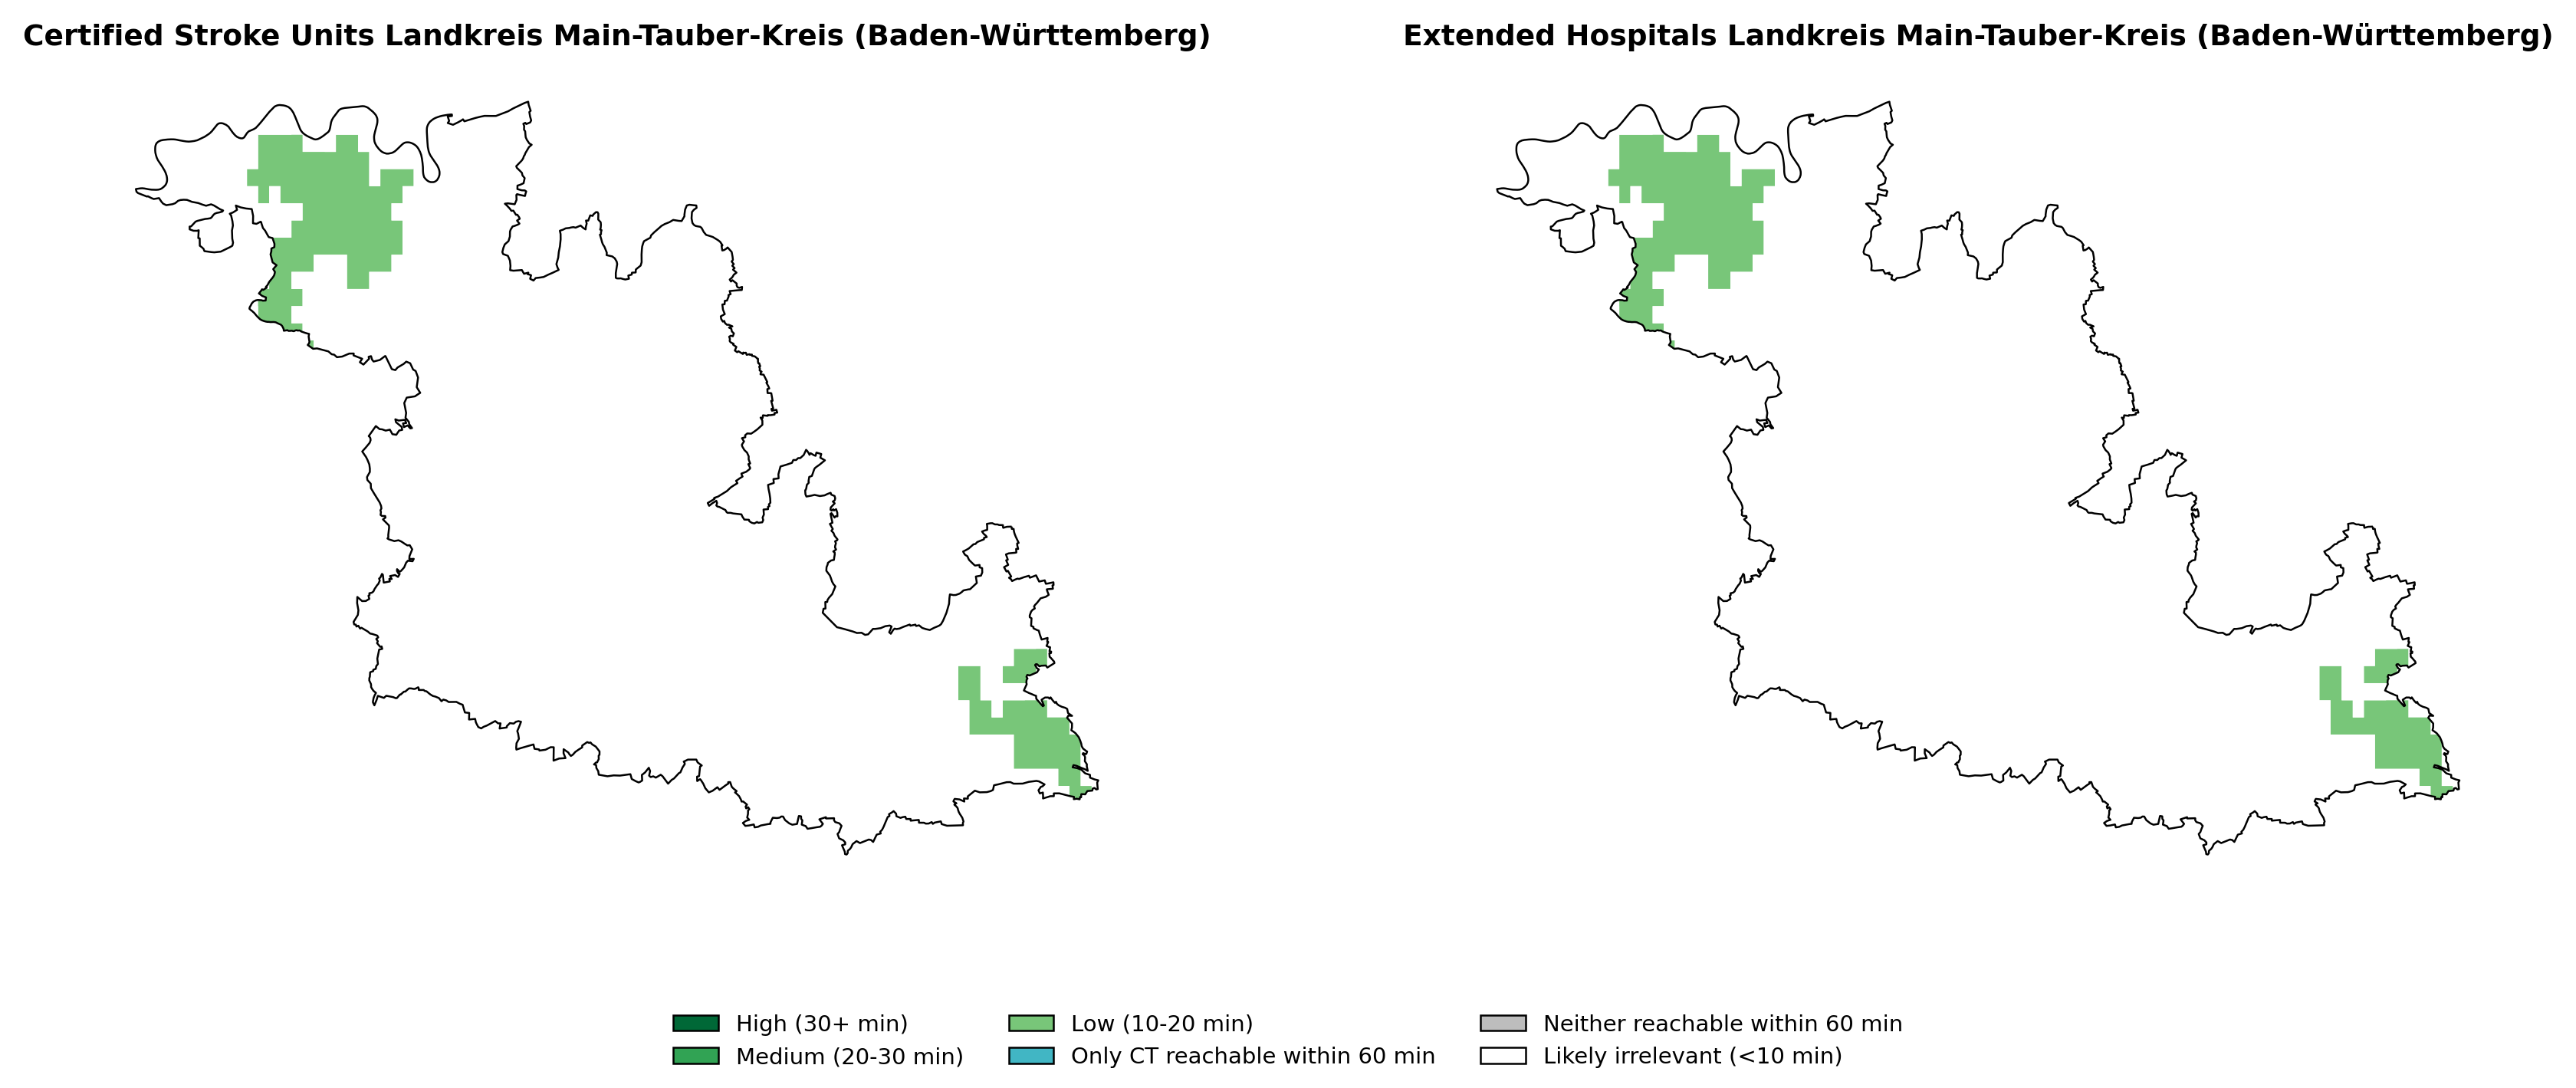 Certified Stroke Units Landkreis Main-Tauber-Kreis (Baden-Württemberg)
Extended Hospitals Landkreis Main-Tauber-Kreis (Baden-Württemberg)
High (30+ min)
Medium (20-30 min)
Low (10-20 min)
Only CT reachable within 60 min
Neither reachable within 60 min
Likely irrelevant (<10 min)